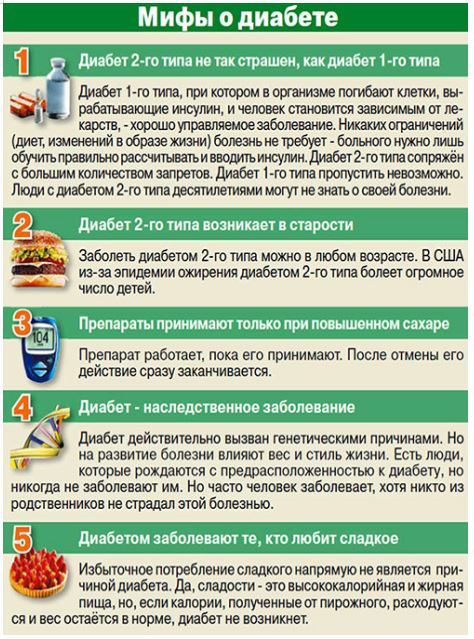 Мифы о диабете
1
Диабет 2-го типа не так страшен, как диабет 1-го типа
Диабет 1-го типа, при котором в организме погибают клетки, вы-
рабатывающие инсулин, и человек становится зависимым от ле-
карств, - хорошо управляемое заболевание. Никаких ограничений
(диет, изменений в образе жизни) болезнь не требует - больного нужно лишь
обучить правильно рассчитывать и вводить инсулин. Диабет 2-го типа сопряжён
с большим количеством запретов. Диабет 1-го типа пропустить невозможно.
Люди с диабетом 2-го типа десятилетиями могут не знать о своей болезни.
2
Диабет 2-го типа возникает в старости
Заболеть диабетом 2-го типа можно в любом возрасте. В США
из-за эпидемии ожирения диабетом 2-го типа болеет огромное
число детей.
3
Препараты принимают только при повышенном сахаре
104
Препарат работает, пока его принимают. После отмены его
действие сразу заканчивается.
4
Диабет - наследственное заболевание
Диабет действительно вызван генетическими причинами. Но
на развитие болезни влияют вес и стиль жизни. Есть люди,
которые рождаются с предрасположенностью к диабету, но
никогда не заболевают им. Но часто человек заболевает, хотя никто из
родственников не страдал этой болезнью.
5
Диабетом заболевают те, кто любит сладкое
Избыточное потребление сладкого напрямую не является при-
чиной диабета. Да, сладости - это высококалорийная и жирная
пища, но, если калории, полученные от пирожного, расходуют-
ся и вес остаётся в норме, диабет не возникнет.